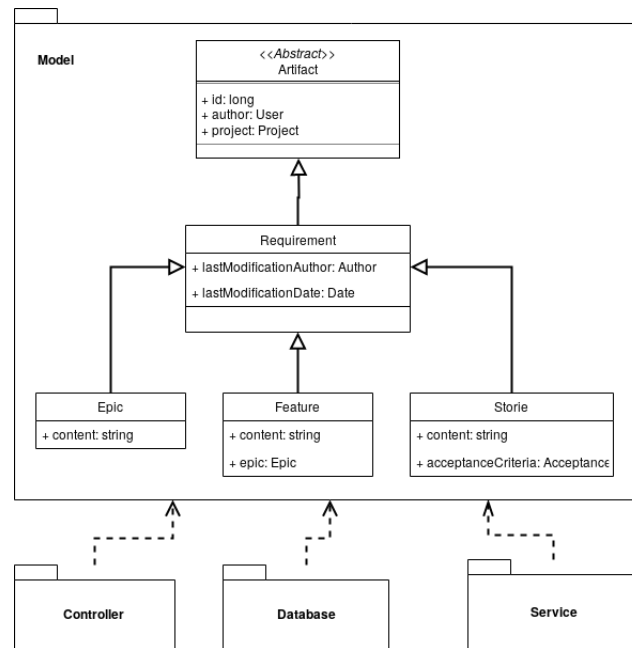 Model
<<Abstract>>
Artifact
+ id: long
+ author: User
+ project: Project
Requirement
+ lastModificationAuthor: Author
+ lastModificationDate: Date
Epic
+ content: string
Feature
+ content: string
+ epic: Epic
Storie
+ content: string
+ acceptanceCriteria: Acceptance
Controller
Database
Service